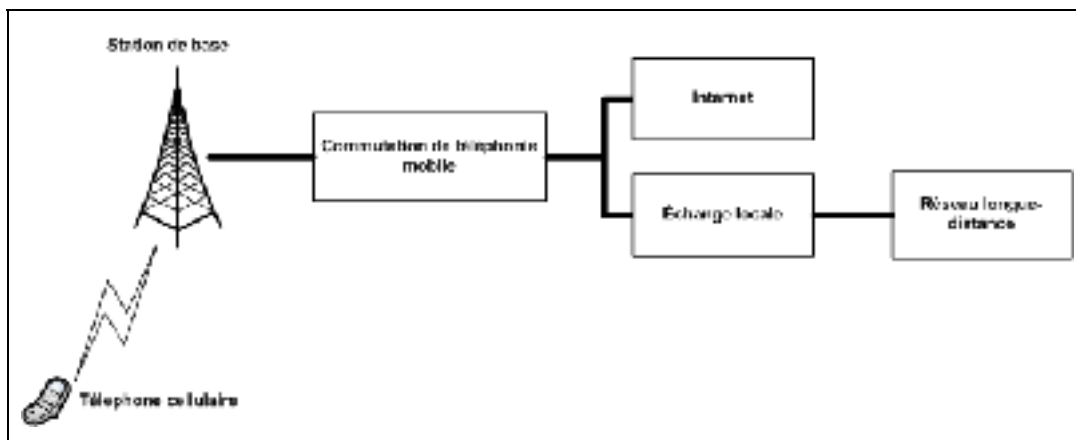 Station de base
Internet
Commutation de téléphonie
mobile
Échange locale
Réseau longue-
distance
Téléphone cellulaire